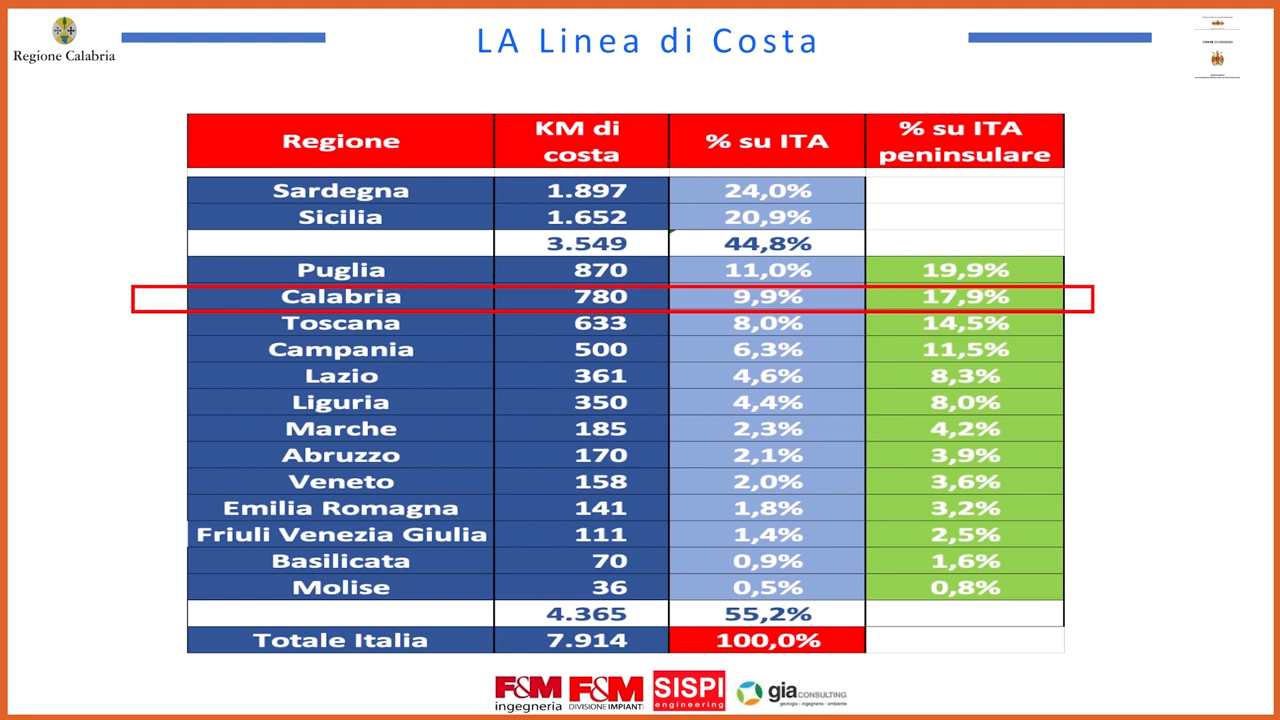 Regione Calabria
LA Linea di Costa
Regione KM di costa % su ITA % su ITA peninsulare
Sardegna 1.897 24,0%
Sicilia 1.652 20,9%
3.549 44,8%
Puglia 870 11,0% 19,9%
Calabria 780 9,9% 17,9%
Toscana 633 8,0% 14,5%
Campania 500 6,3% 11,5%
Lazio 361 4,6% 8,3%
Liguria 350 4,4% 8,0%
Marche 185 2,3% 4,2%
Abruzzo 170 2,1% 3,9%
Veneto 158 2,0% 3,6%
Emilia Romagna 141 1,8% 3,2%
Friuli Venezia Giulia 111 1,4% 2,5%
Basilicata 70 0,9% 1,6%
Molise 36 0,5% 0,8%
4.365 55,2%
Totale Italia 7.914 100,0%
F&M ingegneria
F&M DIVISIONE IMPIANTI
SISPI engineering
gia CONSULTING
geologia - ingegneria - ambiente